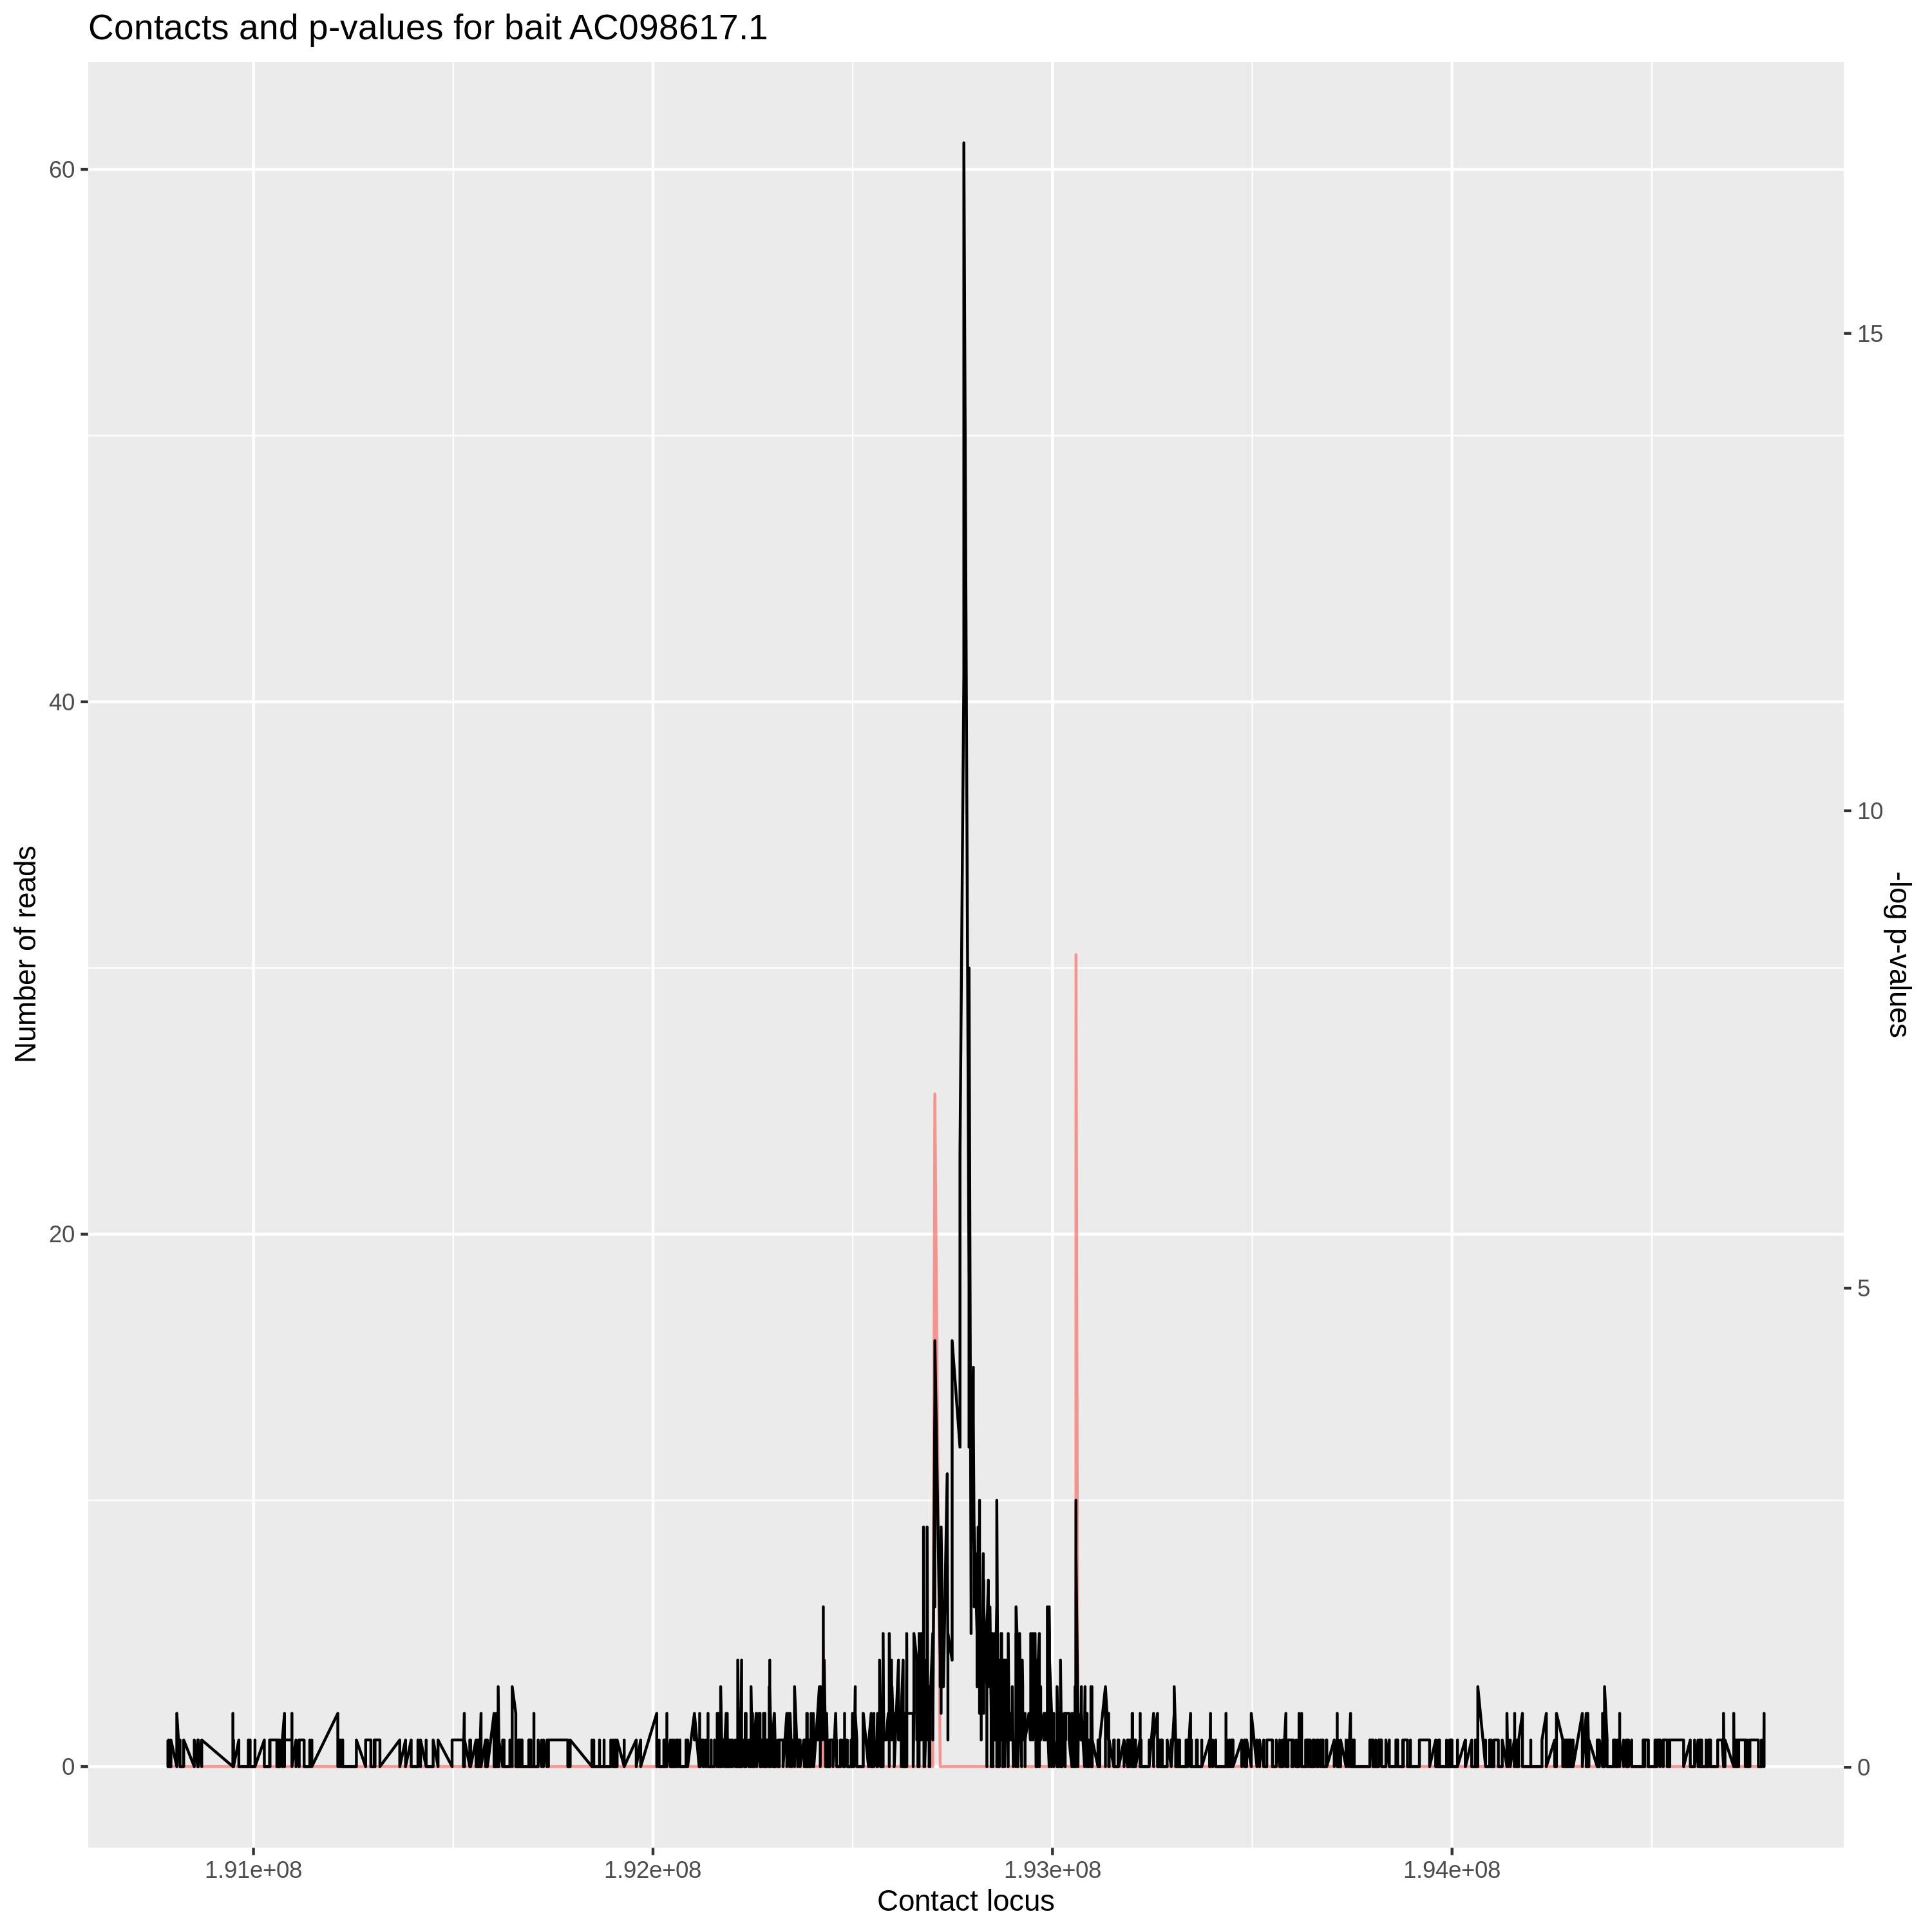 Contacts and p-values for bait AC098617.1
60
40
20
0
Number of reads
15
10
5
0
-log p-values
1.91e+08
1.92e+08
1.93e+08
1.94e+08
Contact locus